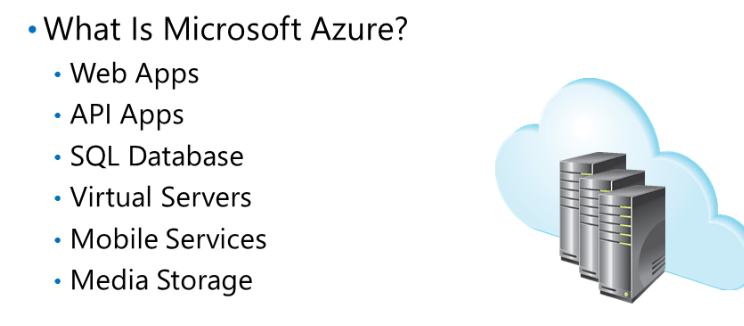 • What Is Microsoft Azure?
• Web Apps
• API Apps
• SQL Database
• Virtual Servers
• Mobile Services
• Media Storage